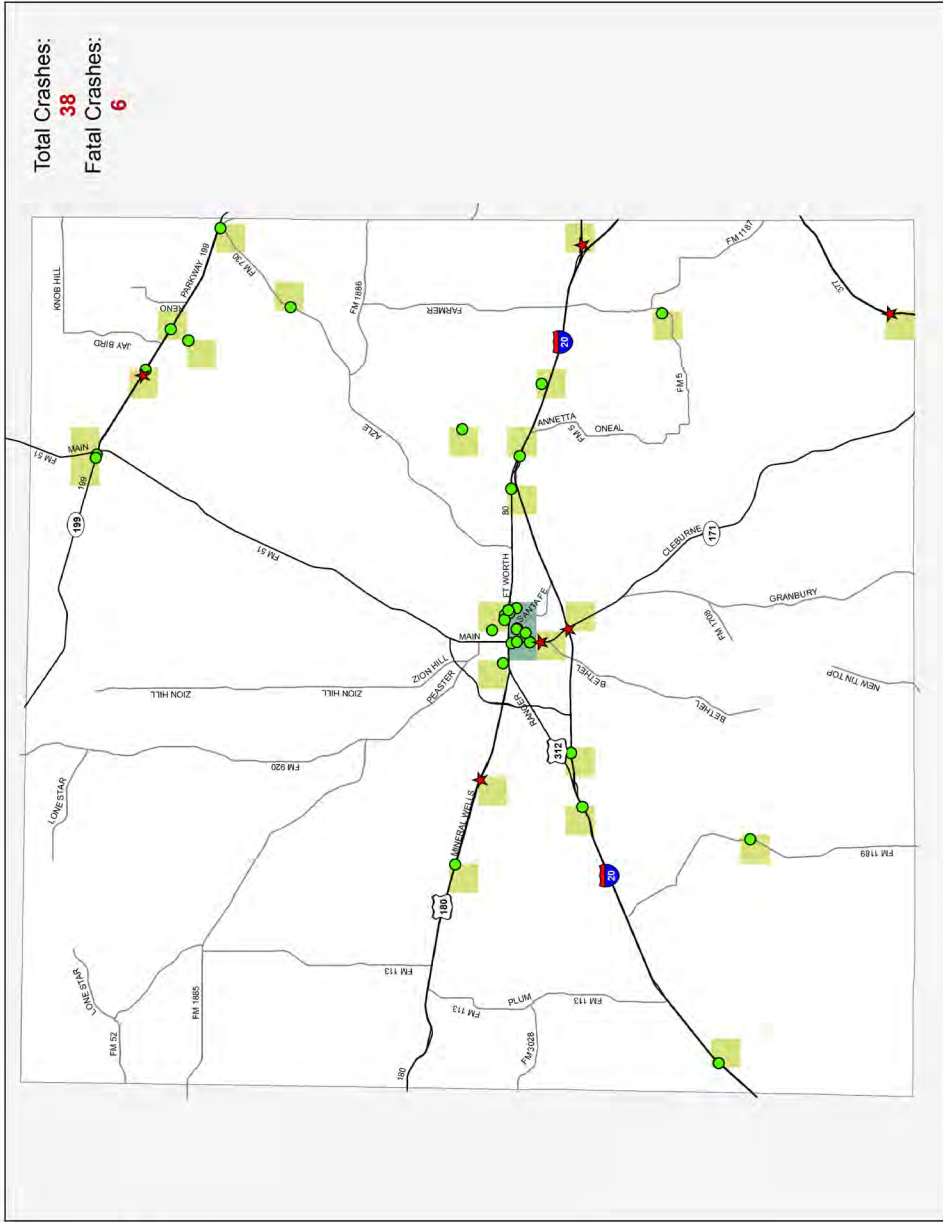 Total Crashes:
38
Fatal Crashes:
6
LONE STAR
FM 52
FM 1885
LONE STAR
FM 920
ZION HILL
ZION HILL
ZION HILL
PEASTER
FM 51
199
FM 51
MAIN
199
KNOB HILL
JAY BIRD
RENO
PARKWAY 199
FM 730
FM 1886
AZLE
FM 113
180
180
MINERAL WELLS
MAIN
FT WORTH
80
SANTA FE
RANGER
312
FM 113
PLUM
FM 113
FM 3028
20
BETHEL
BETHEL
20
FARMER
ANNETTA
FM 5
ONEAL
FM 5
FM 1187
377
CLEBURNE
171
GRANBURY
FM 1708
NEW TIN TOP
FM 1189